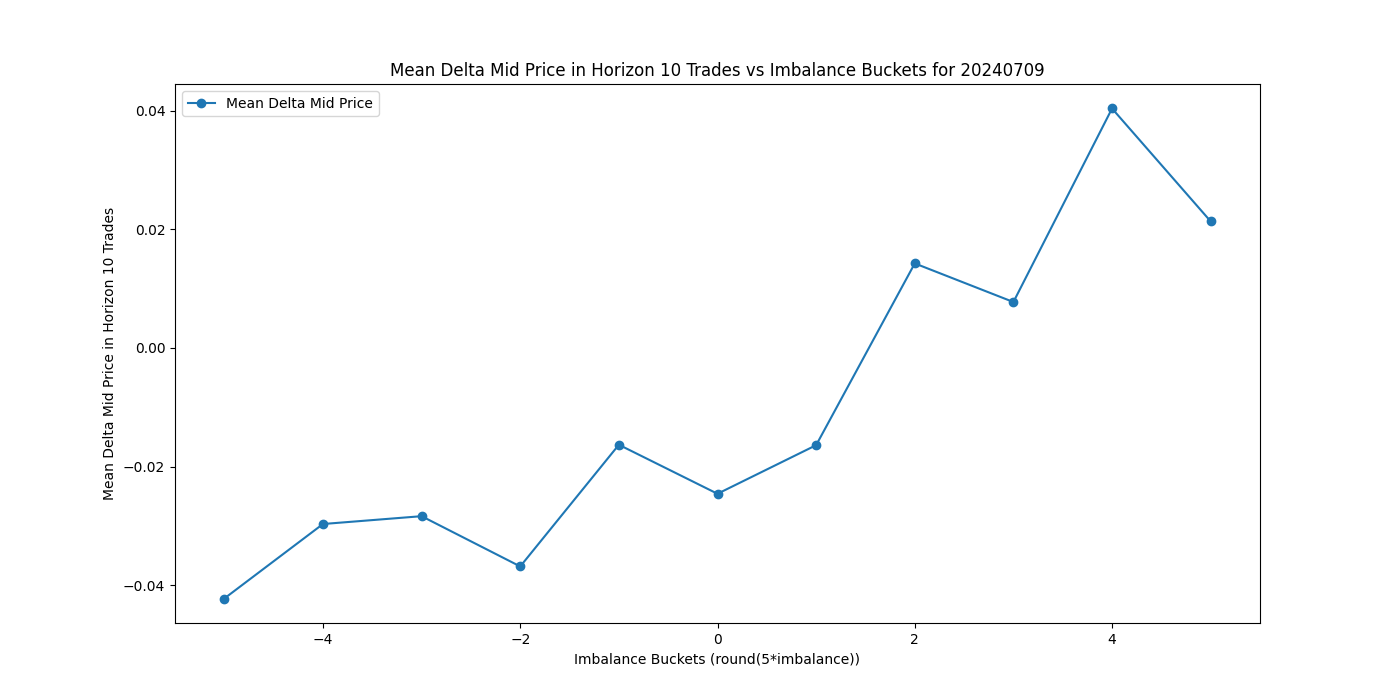 Mean Delta Mid Price in Horizon 10 Trades vs Imbalance Buckets for 20240709
Mean Delta Mid Price
Mean Delta Mid Price in Horizon 10 Trades
0.04
0.02
0.00
−0.02
−0.04
−4
−2
0
2
4
Imbalance Buckets (round(5*imbalance))